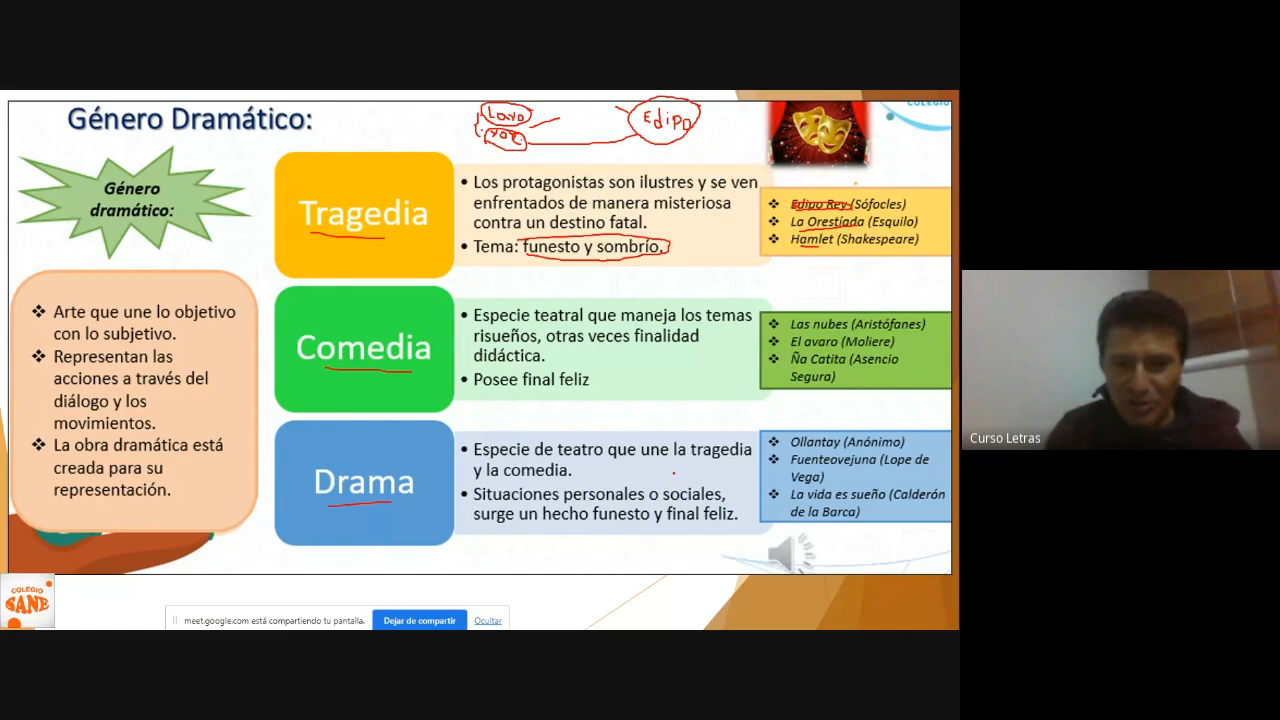 COLEGIO
Género Dramático:
Edipo
Género
dramático:
❖ Arte que une lo objetivo
con lo subjetivo.
❖ Representan las
acciones a través del
diálogo y los
movimientos.
❖ La obra dramática está
creada para su
representación.
Tragedia
• Los protagonistas son ilustres y se ven
enfrentados de manera misteriosa
contra un destino fatal.
• Tema: funesto y sombrío.
❖ Edipo Rey (Sófocles)
❖ La Orestíada (Esquilo)
❖ Hamlet (Shakespeare)
Comedia
• Especie teatral que maneja los temas
risueños, otras veces finalidad
didáctica.
• Posee final feliz
❖ Las nubes (Aristófanes)
❖ El avaro (Moliere)
❖ Ña Catita (Asencio
Segura)
Drama
• Especie de teatro que une la tragedia
y la comedia.
• Situaciones personales o sociales,
surge un hecho funesto y final feliz.
❖ Ollantay (Anónimo)
❖ Fuenteovejuna (Lope de
Vega)
❖ La vida es sueño (Calderón
de la Barca)
Curso Letras
COLEGIO
SANE
meet.google.com está compartiendo tu pantalla.
Dejar de compartir
Ocultar